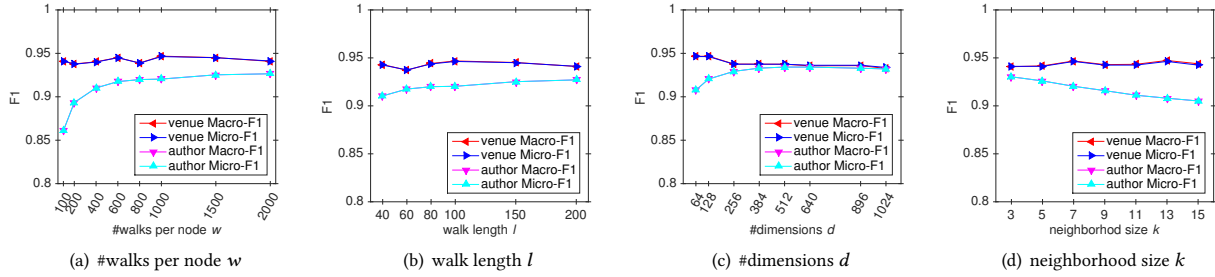 F1
1
0.95
0.9
0.85
0.8
venue Macro-F1
venue Micro-F1
author Macro-F1
author Micro-F1
100 200 400 600 800 1000 1500 2000
#walks per node w
(a) #walks per node w
F1
1
0.95
0.9
0.85
0.8
venue Macro-F1
venue Micro-F1
author Macro-F1
author Micro-F1
40 60 80 100 150 200
walk length l
(b) walk length l
F1
1
0.95
0.9
0.85
0.8
venue Macro-F1
venue Micro-F1
author Macro-F1
author Micro-F1
64 128 256 384 512 640 896 1024
#dimensions d
(c) #dimensions d
F1
1
0.95
0.9
0.85
0.8
venue Macro-F1
venue Micro-F1
author Macro-F1
author Micro-F1
3 5 7 9 11 13 15
neighborhod size k
(d) neighborhood size k